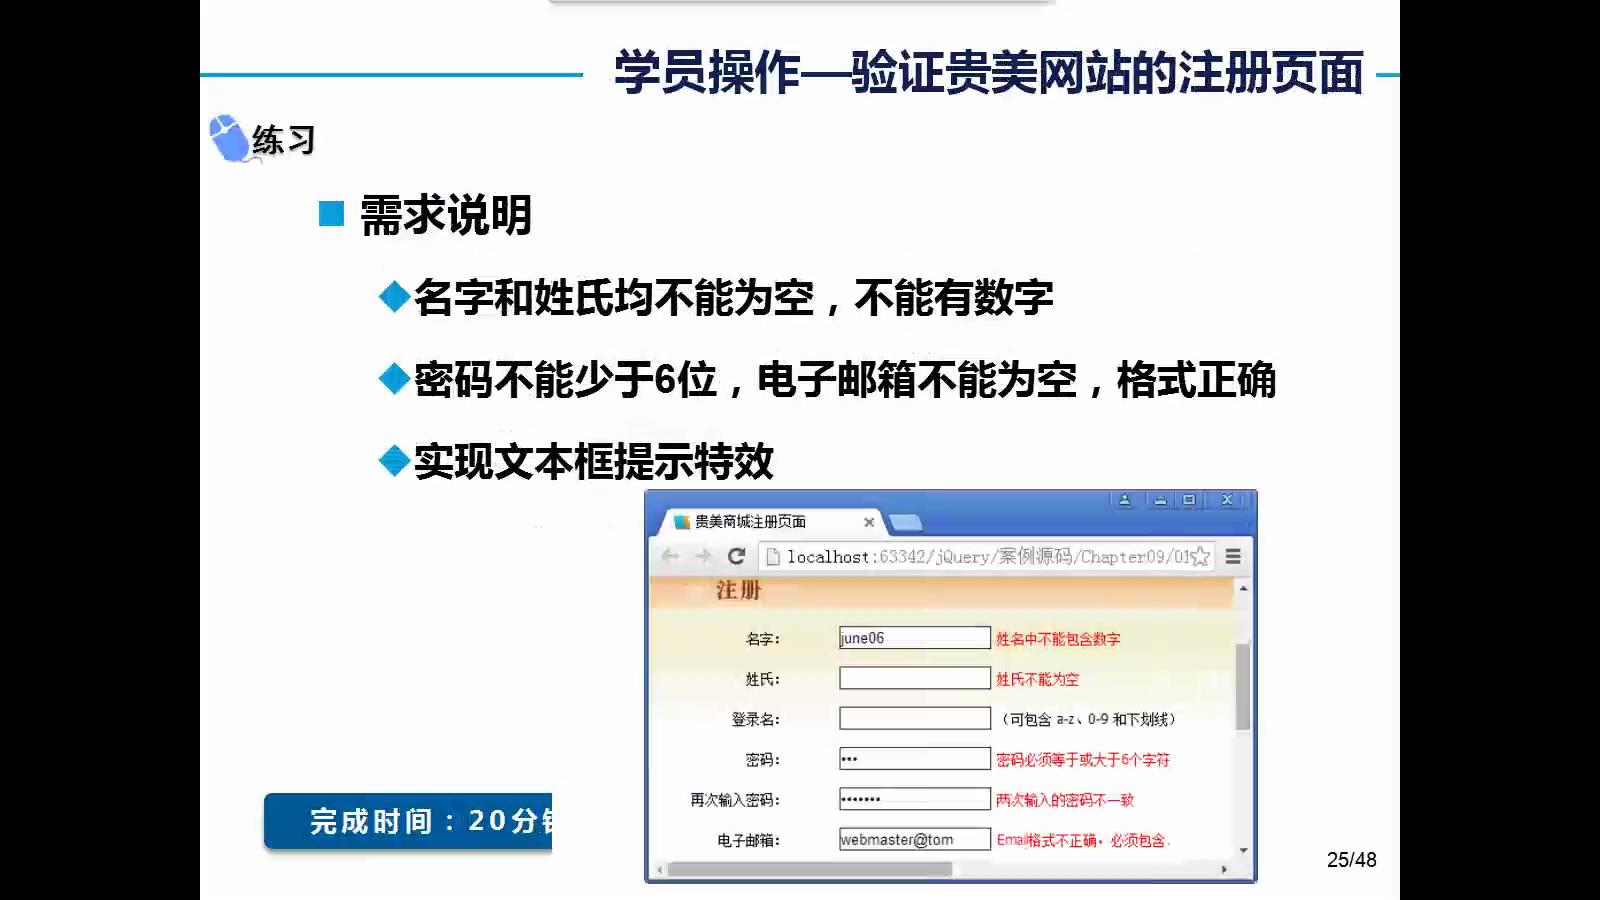 学员操作—验证贵美网站的注册页面
练习
需求说明
名字和姓氏均不能为空，不能有数字
密码不能少于6位，电子邮箱不能为空，格式正确
实现文本框提示特效
贵美商城注册页面
localhost:63342/jQuery/案例源码/Chapter09/01
注册
名字： june06 姓名中不能包含数字
姓氏： 姓氏不能为空
登录名： （可包含 a-z、0-9 和下划线）
密码： ••• 密码必须等于或大于6个字符
再次输入密码： ••••••• 两次输入的密码不一致
电子邮箱： webmaster@tom Email格式不正确，必须包含
完成时间：20分钟
25/48